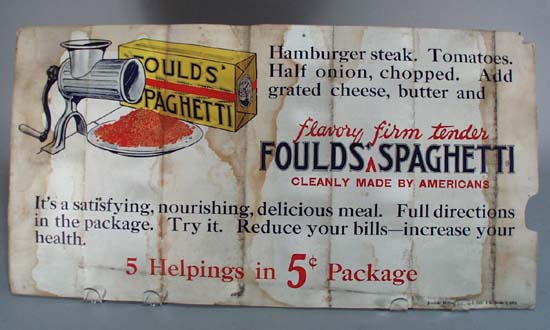 FOULDS'
SPAGHETTI
Hamburger steak. Tomatoes.
Half onion, chopped. Add
grated cheese, butter and
flavory firm tender
FOULDS' SPAGHETTI
CLEANLY MADE BY AMERICANS
It's a satisfying, nourishing, delicious meal. Full directions
in the package. Try it. Reduce your bills—increase your
health.
5 Helpings in 5¢ Package